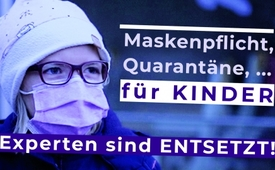 Maskenpflicht,
Quarantäne, ...
für KINDER
Experten sind ENTSETZT!